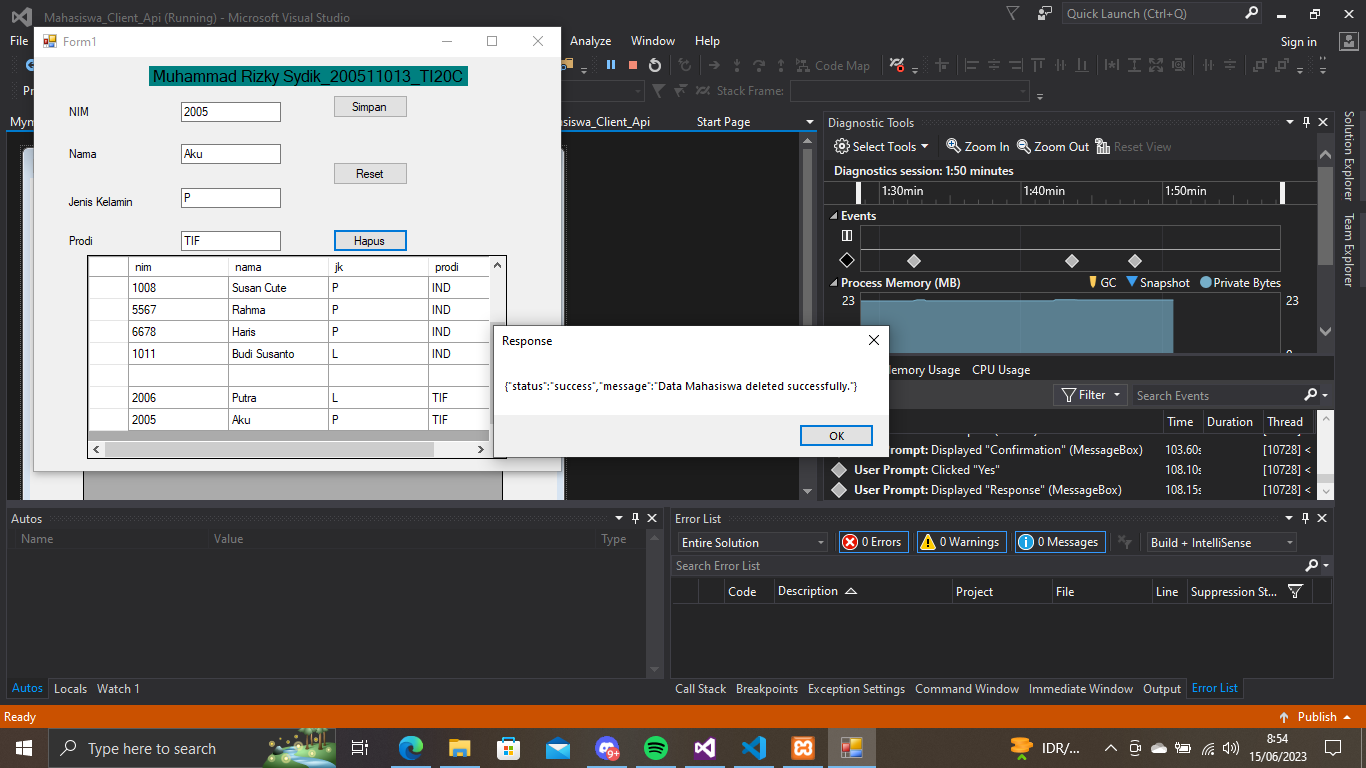 Mahasiswa_Client_Api (Running) - Microsoft Visual Studio
Quick Launch (Ctrl+Q)
File
Analyze
Window
Help
Sign in
Code Map
Stack Frame:
Form1
Muhammad Rizky Sydik_200511013_TI20C
NIM
2005
Simpan
Nama
Aku
Reset
Jenis Kelamin
P
Prodi
TIF
Hapus
nim nama jk prodi
1008 Susan Cute P IND
5567 Rahma P IND
6678 Haris P IND
1011 Budi Susanto L IND
2006 Putra L TIF
2005 Aku P TIF
asiswa_Client_Api
Start Page
Response
{"status":"success","message":"Data Mahasiswa deleted successfully."}
OK
Diagnostic Tools
Select Tools
Zoom In
Zoom Out
Reset View
Diagnostics session: 1:50 minutes
1:30min
1:40min
1:50min
Events
Process Memory (MB)
GC
Snapshot
Private Bytes
23
23
Memory Usage
CPU Usage
Filter
Search Events
Time Duration Thread
Prompt: Displayed "Confirmation" (MessageBox) 103.60s [10728] <
User Prompt: Clicked "Yes" 108.10s [10728] <
User Prompt: Displayed "Response" (MessageBox) 108.15s [10728] <
Solution Explorer
Team Explorer
Autos
Name Value Type
Autos
Locals
Watch 1
Error List
Entire Solution
0 Errors
0 Warnings
0 Messages
Build + IntelliSense
Search Error List
Code Description Project File Line Suppression St...
Call Stack
Breakpoints
Exception Settings
Command Window
Immediate Window
Output
Error List
Ready
Publish
Type here to search
9+
IDR/...
8:54
15/06/2023